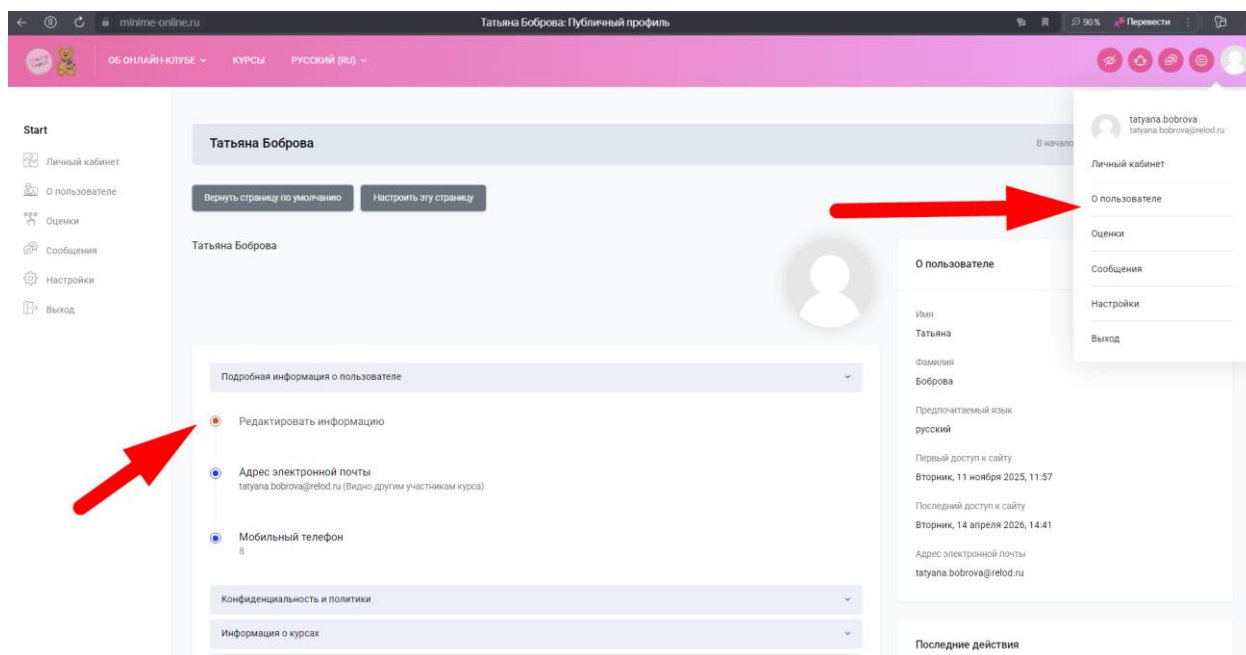 minime-online.ru
Татьяна Боброва: Публичный профиль
90 %
Перевести
ОБ ОНЛАЙН-КЛУБЕ
КУРСЫ
РУССКИЙ (RU)
Start
Личный кабинет
О пользователе
Оценки
Сообщения
Настройки
Выход
Татьяна Боброва
В начало
Вернуть страницу по умолчанию
Настроить эту страницу
Татьяна Боброва
Подробная информация о пользователе
Редактировать информацию
Адрес электронной почты
tatyana.bobrova@relod.ru (Видно другим участникам курса)
Мобильный телефон
8
Конфиденциальность и политики
Информация о курсах
О пользователе
Имя
Татьяна
Фамилия
Боброва
Предпочитаемый язык
русский
Первый доступ к сайту
Вторник, 11 ноября 2025, 11:57
Последний доступ к сайту
Вторник, 14 апреля 2026, 14:41
Адрес электронной почты
tatyana.bobrova@relod.ru
Последние действия
tatyana.bobrova
tatyana.bobrova@relod.ru
Личный кабинет
О пользователе
Оценки
Сообщения
Настройки
Выход